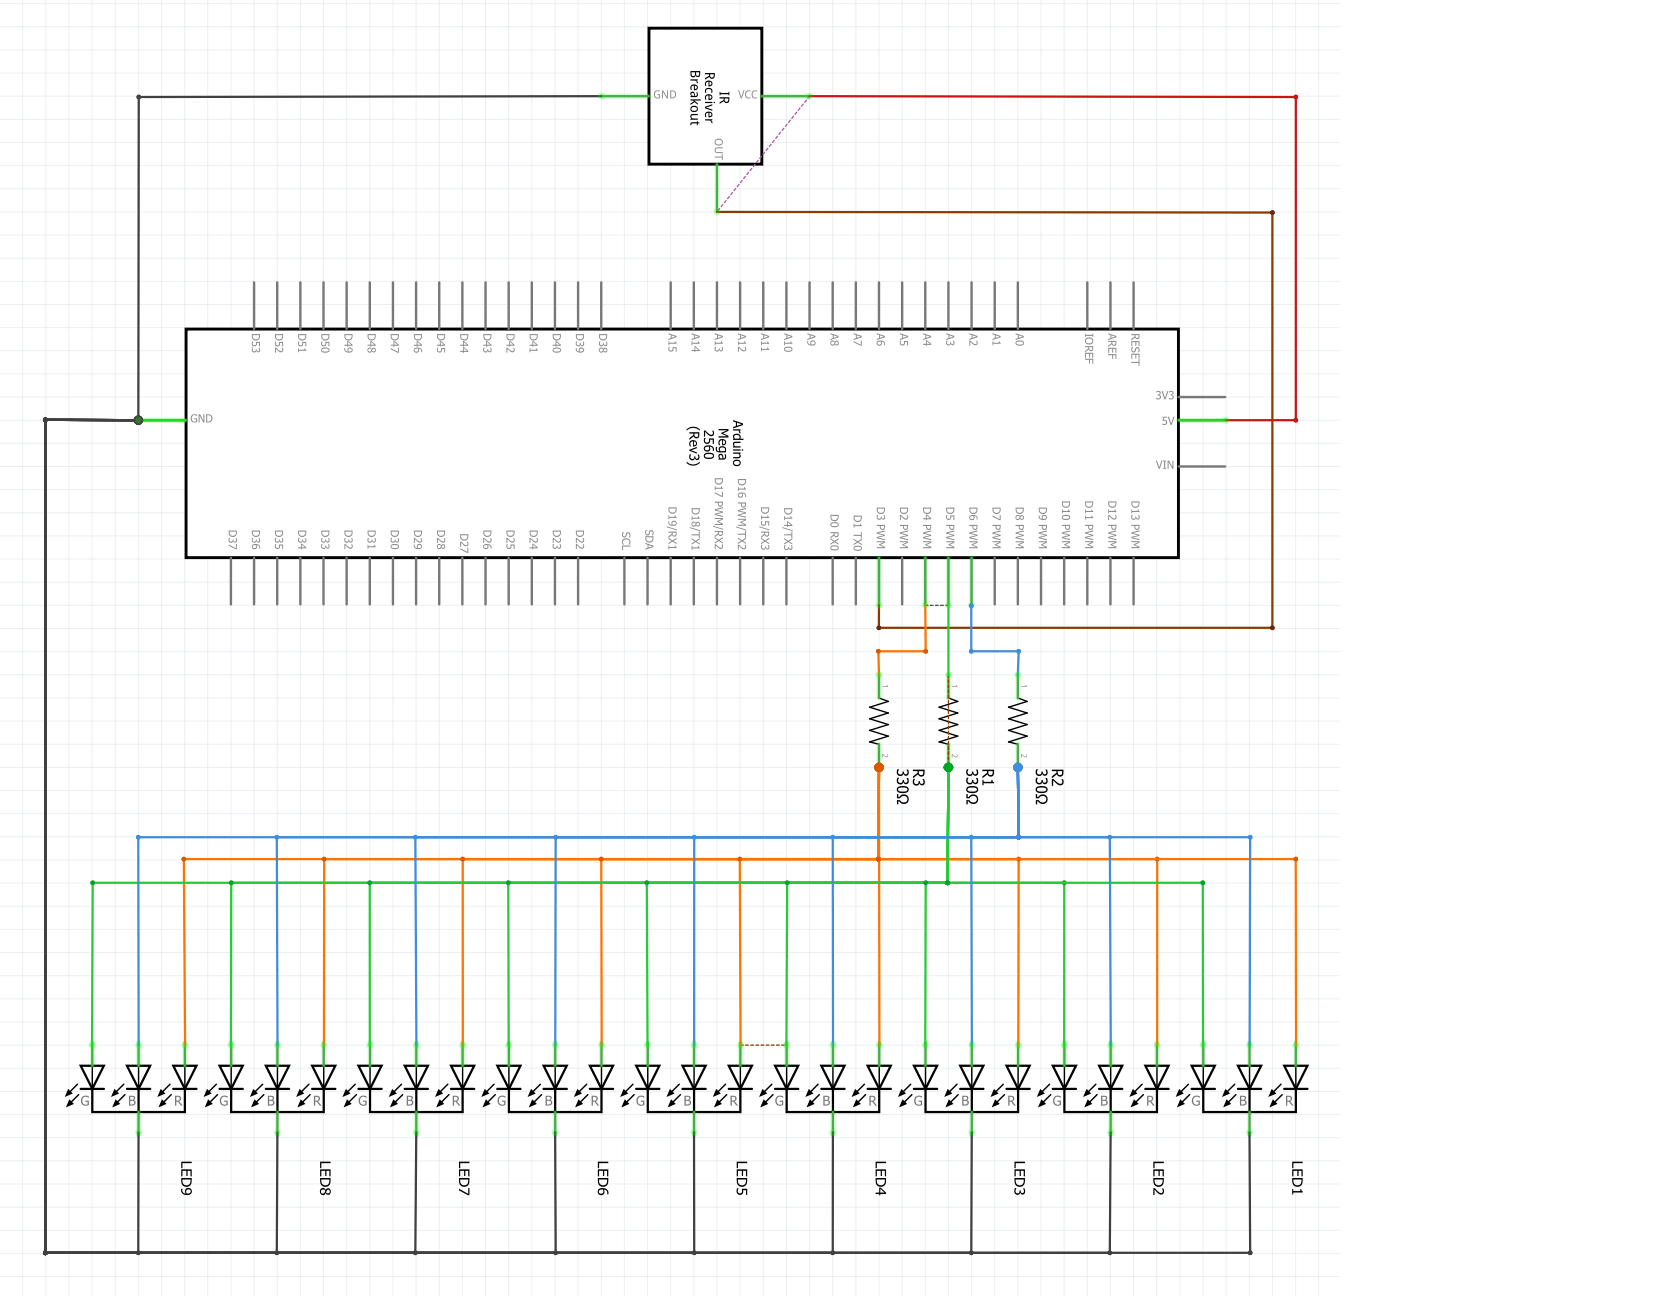 IR
Receiver
Breakout
GND
VCC
OUT
D53
D52
D51
D50
D49
D48
D47
D46
D45
D44
D43
D42
D41
D40
D39
D38
A15
A14
A13
A12
A11
A10
A9
A8
A7
A6
A5
A4
A3
A2
A1
A0
IOREF
AREF
RESET
3V3
5V
VIN
GND
Arduino
Mega
2560
(Rev3)
D37
D36
D35
D34
D33
D32
D31
D30
D29
D28
D27
D26
D25
D24
D23
D22
SCL
SDA
D19/RX1
D18/TX1
D17 PWM/RX2
D16 PWM/TX2
D15/RX3
D14/TX3
D0 RX0
D1 TX0
D3 PWM
D2 PWM
D4 PWM
D5 PWM
D6 PWM
D7 PWM
D8 PWM
D9 PWM
D10 PWM
D11 PWM
D12 PWM
D13 PWM
1
1
1
2
2
2
R3
330Ω
R1
330Ω
R2
330Ω
G
B
R
G
B
R
G
B
R
G
B
R
G
B
R
G
B
R
G
B
R
G
B
R
G
B
R
LED9
LED8
LED7
LED6
LED5
LED4
LED3
LED2
LED1